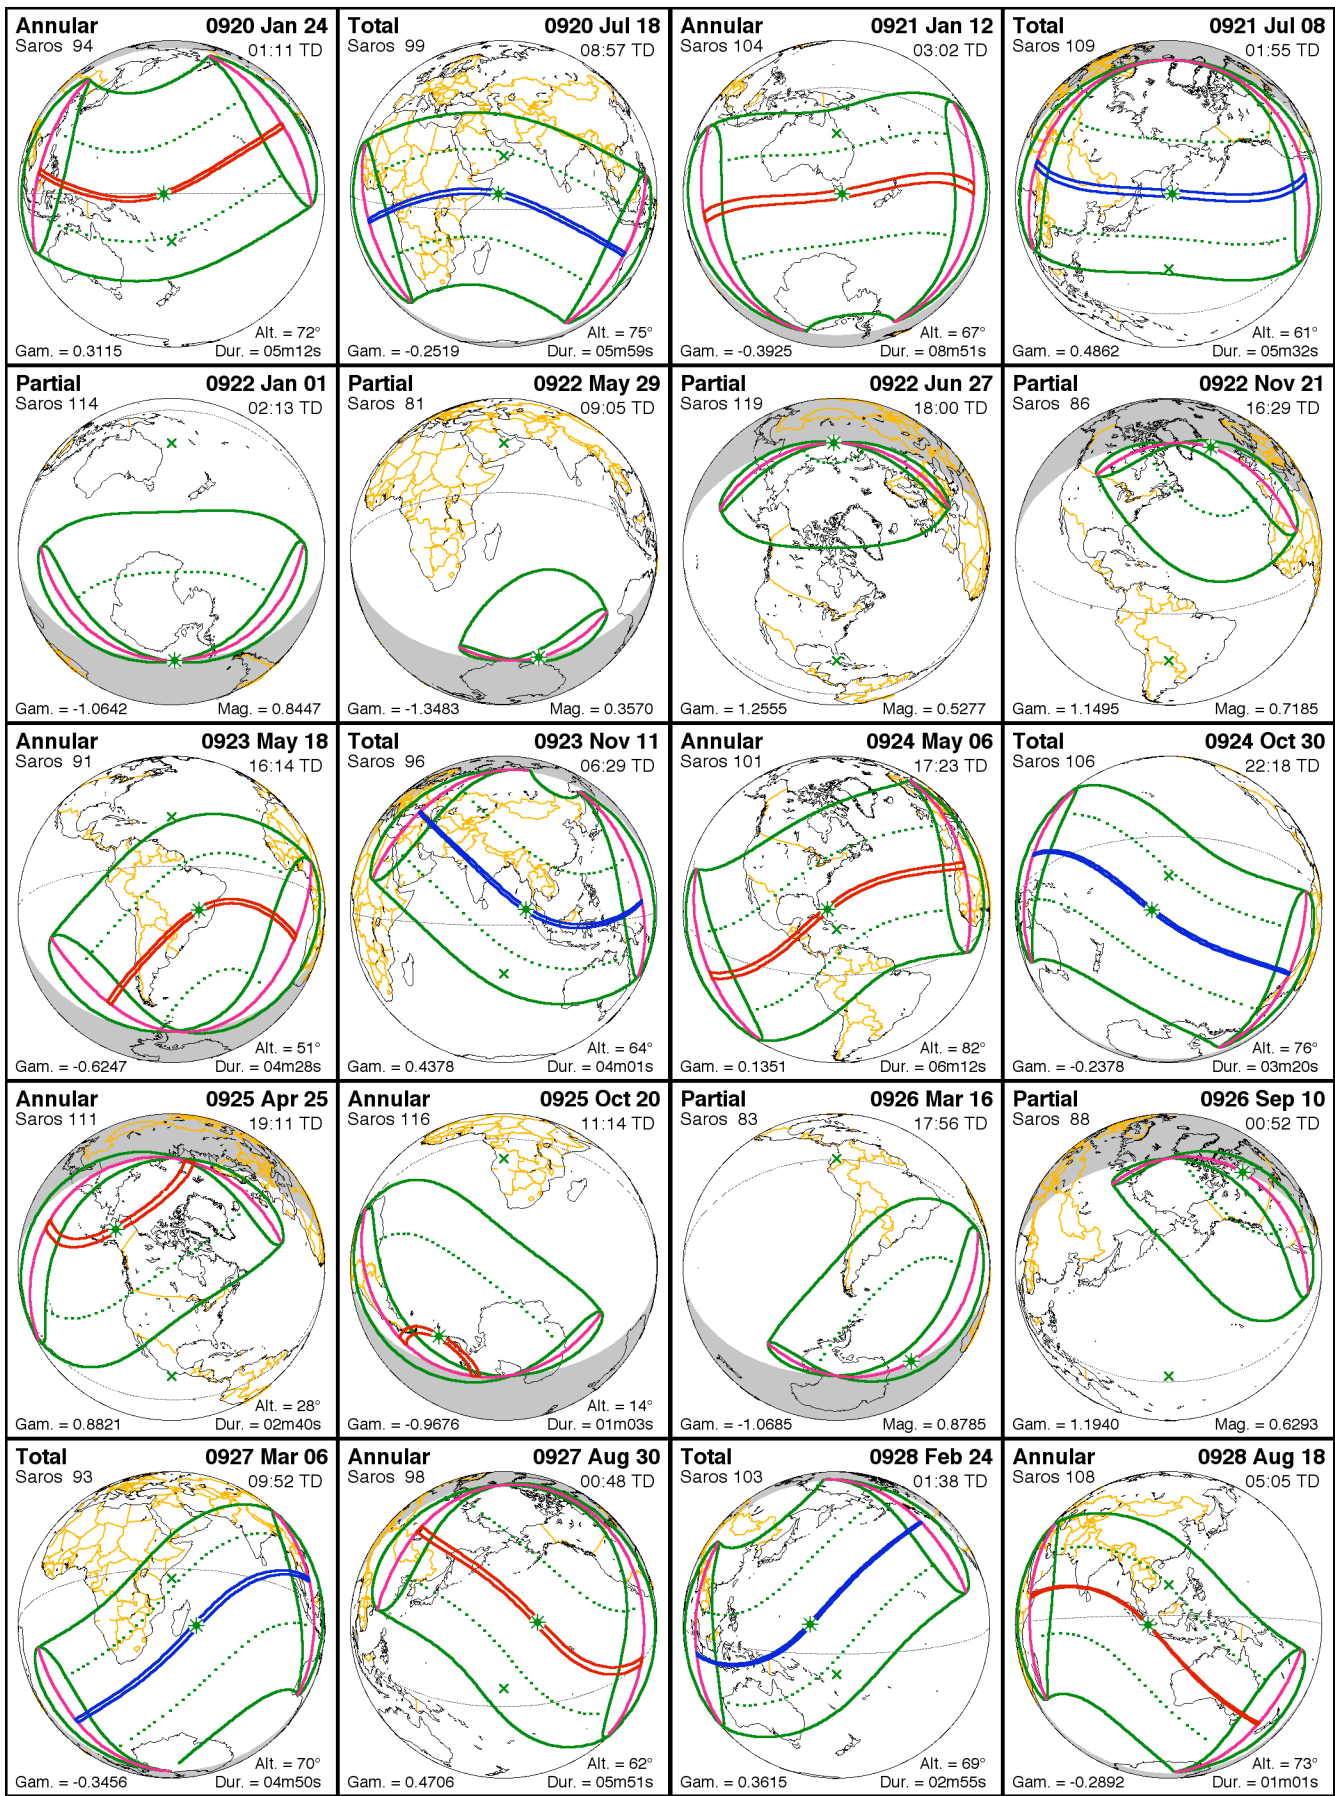 Annular 0920 Jan 24
Saros 94 01:11 TD
Alt. = 72°
Gam. = 0.3115 Dur. = 05m12s
Total 0920 Jul 18
Saros 99 08:57 TD
Alt. = 75°
Gam. = -0.2519 Dur. = 05m59s
Annular 0921 Jan 12
Saros 104 03:02 TD
Alt. = 67°
Gam. = -0.3925 Dur. = 08m51s
Total 0921 Jul 08
Saros 109 01:55 TD
Alt. = 61°
Gam. = 0.4862 Dur. = 05m32s
Partial 0922 Jan 01
Saros 114 02:13 TD
Gam. = -1.0642 Mag. = 0.8447
Partial 0922 May 29
Saros 81 09:05 TD
Gam. = -1.3483 Mag. = 0.3570
Partial 0922 Jun 27
Saros 119 18:00 TD
Gam. = 1.2555 Mag. = 0.5277
Partial 0922 Nov 21
Saros 86 16:29 TD
Gam. = 1.1495 Mag. = 0.7185
Annular 0923 May 18
Saros 91 16:14 TD
Alt. = 51°
Gam. = -0.6247 Dur. = 04m28s
Total 0923 Nov 11
Saros 96 06:29 TD
Alt. = 64°
Gam. = 0.4378 Dur. = 04m01s
Annular 0924 May 06
Saros 101 17:23 TD
Alt. = 82°
Gam. = 0.1351 Dur. = 06m12s
Total 0924 Oct 30
Saros 106 22:18 TD
Alt. = 76°
Gam. = -0.2378 Dur. = 03m20s
Annular 0925 Apr 25
Saros 111 19:11 TD
Alt. = 28°
Gam. = 0.8821 Dur. = 02m40s
Annular 0925 Oct 20
Saros 116 11:14 TD
Alt. = 14°
Gam. = -0.9676 Dur. = 01m03s
Partial 0926 Mar 16
Saros 83 17:56 TD
Gam. = -1.0685 Mag. = 0.8785
Partial 0926 Sep 10
Saros 88 00:52 TD
Gam. = 1.1940 Mag. = 0.6293
Total 0927 Mar 06
Saros 93 09:52 TD
Alt. = 70°
Gam. = -0.3456 Dur. = 04m50s
Annular 0927 Aug 30
Saros 98 00:48 TD
Alt. = 62°
Gam. = 0.4706 Dur. = 05m51s
Total 0928 Feb 24
Saros 103 01:38 TD
Alt. = 69°
Gam. = 0.3615 Dur. = 02m55s
Annular 0928 Aug 18
Saros 108 05:05 TD
Alt. = 73°
Gam. = -0.2892 Dur. = 01m01s